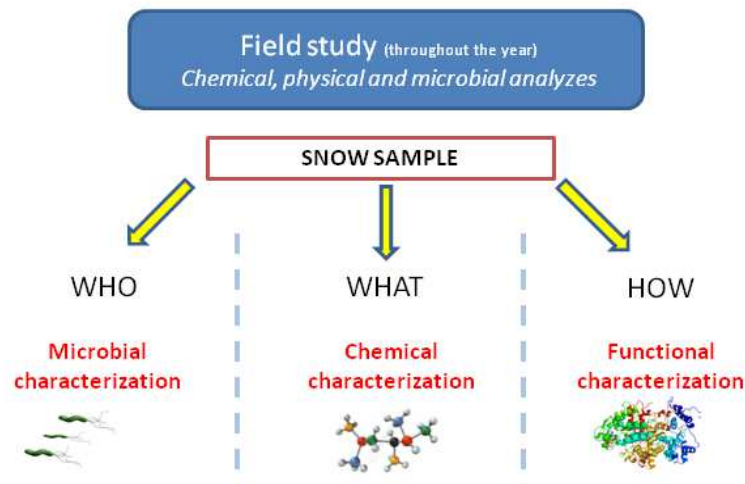 Field study (throughout the year)
Chemical, physical and microbial analyzes
SNOW SAMPLE
WHO
WHAT
HOW
Microbial
characterization
Chemical
characterization
Functional
characterization